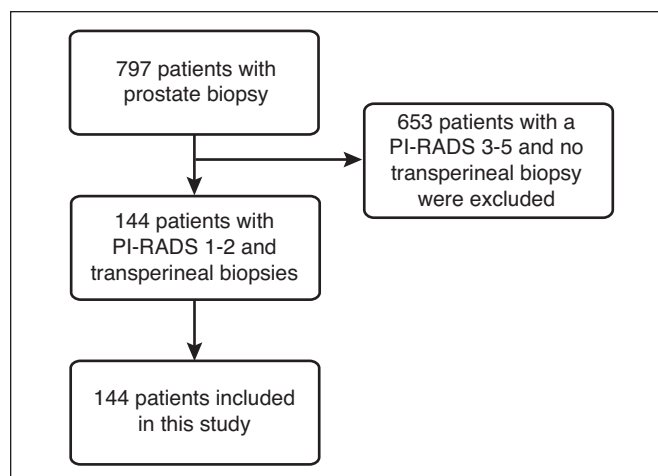 797 patients with
prostate biopsy
653 patients with a
PI-RADS 3-5 and no
transperineal biopsy
were excluded
144 patients with
PI-RADS 1-2 and
transperineal biopsies
144 patients included
in this study